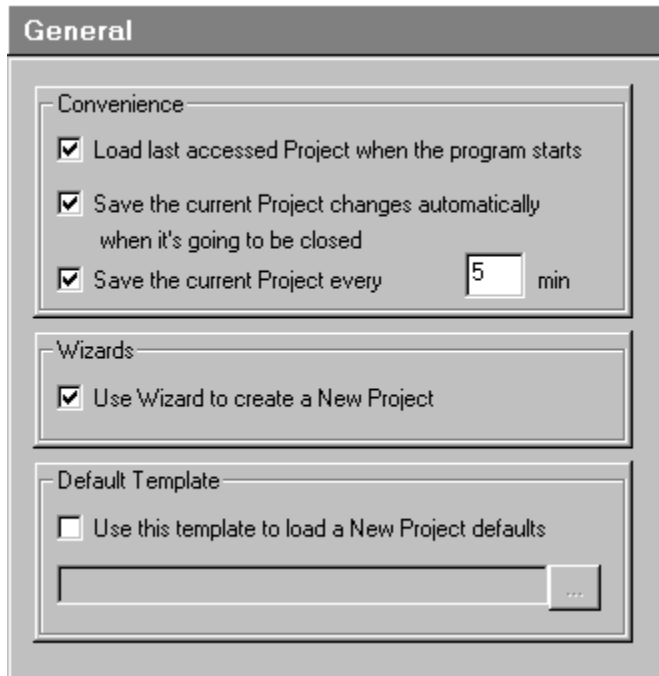 General
Convenience
Load last accessed Project when the program starts
Save the current Project changes automatically
when it's going to be closed
Save the current Project every 5 min
Wizards
Use Wizard to create a New Project
Default Template
Use this template to load a New Project defaults
...